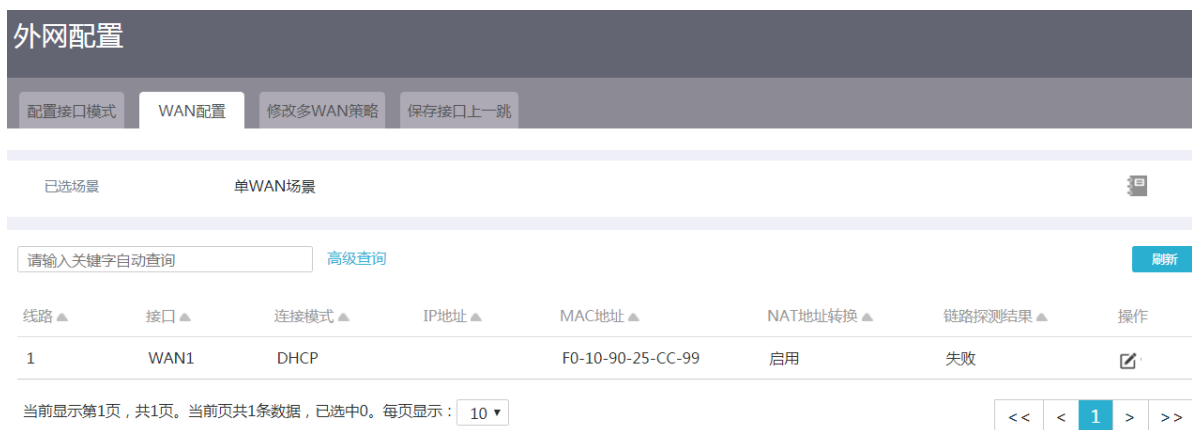 外网配置
配置接口模式 WAN配置 修改多WAN策略 保存接口上一跳
已选场景 单WAN场景
请输入关键字自动查询 高级查询 刷新
线路 接口 连接模式 IP地址 MAC地址 NAT地址转换 链路探测结果 操作
1 WAN1 DHCP F0-10-90-25-CC-99 启用 失败
当前显示第1页，共1页。当前页共1条数据，已选中0。每页显示： 10 << < 1 > >>